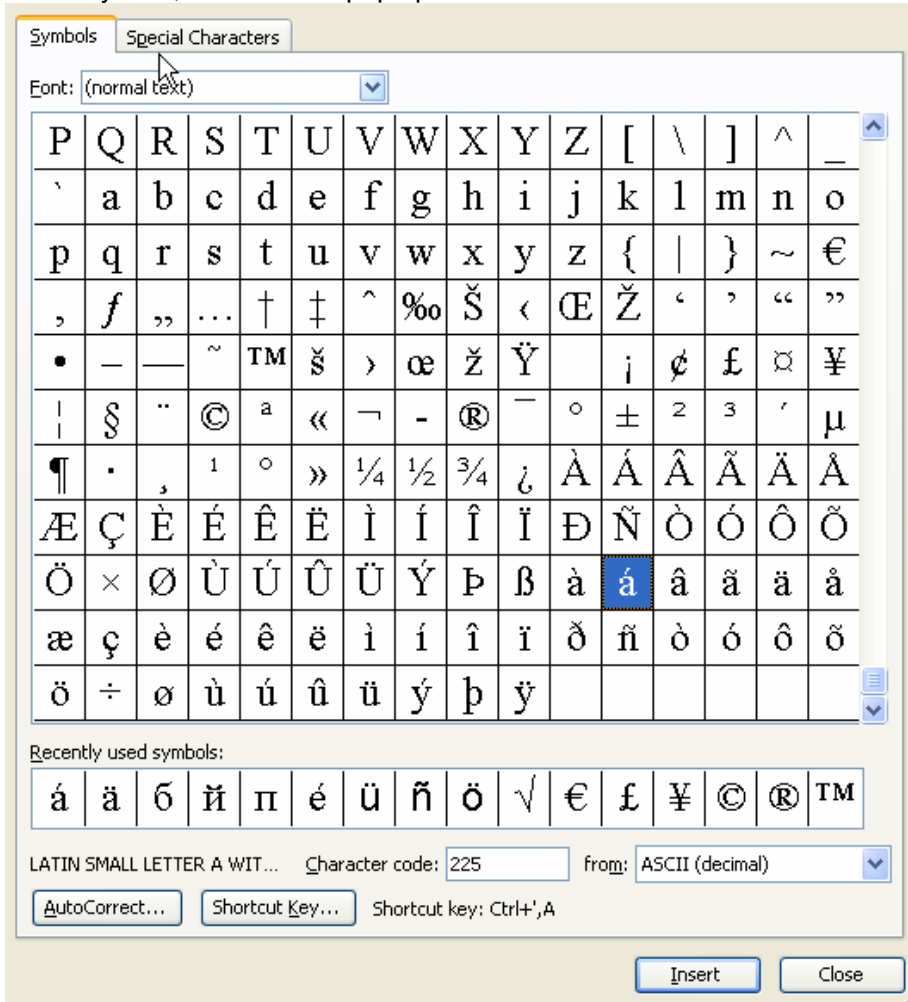 Symbols Special Characters
Font: (normal text)
P Q R S T U V W X Y Z [ \ ] ^ _
` a b c d e f g h i j k l m n o
p q r s t u v w x y z { | } ~ €
‚ ƒ „ … † ‡ ˆ ‰ Š ‹ Œ Ž ‘ ’ “ ”
• – — ˜ ™ š › œ ž Ÿ ¡ ¢ £ ¤ ¥
¦ § ¨ © ª « ¬ - ® ¯ ° ± ² ³ ´ µ
¶ · ¸ ¹ º » ¼ ½ ¾ ¿ À Á Â Ã Ä Å
Æ Ç È É Ê Ë Ì Í Î Ï Ð Ñ Ò Ó Ô Õ
Ö × Ø Ù Ú Û Ü Ý Þ ß à á â ã ä å
æ ç è é ê ë ì í î ï ð ñ ò ó ô õ
ö ÷ ø ù ú û ü ý þ ÿ
Recently used symbols:
á ä б й п é ü ñ ö √ € £ ¥ © ® ™
LATIN SMALL LETTER A WIT... Character code: 225 from: ASCII (decimal)
AutoCorrect... Shortcut Key... Shortcut key: Ctrl+',A
Insert Close